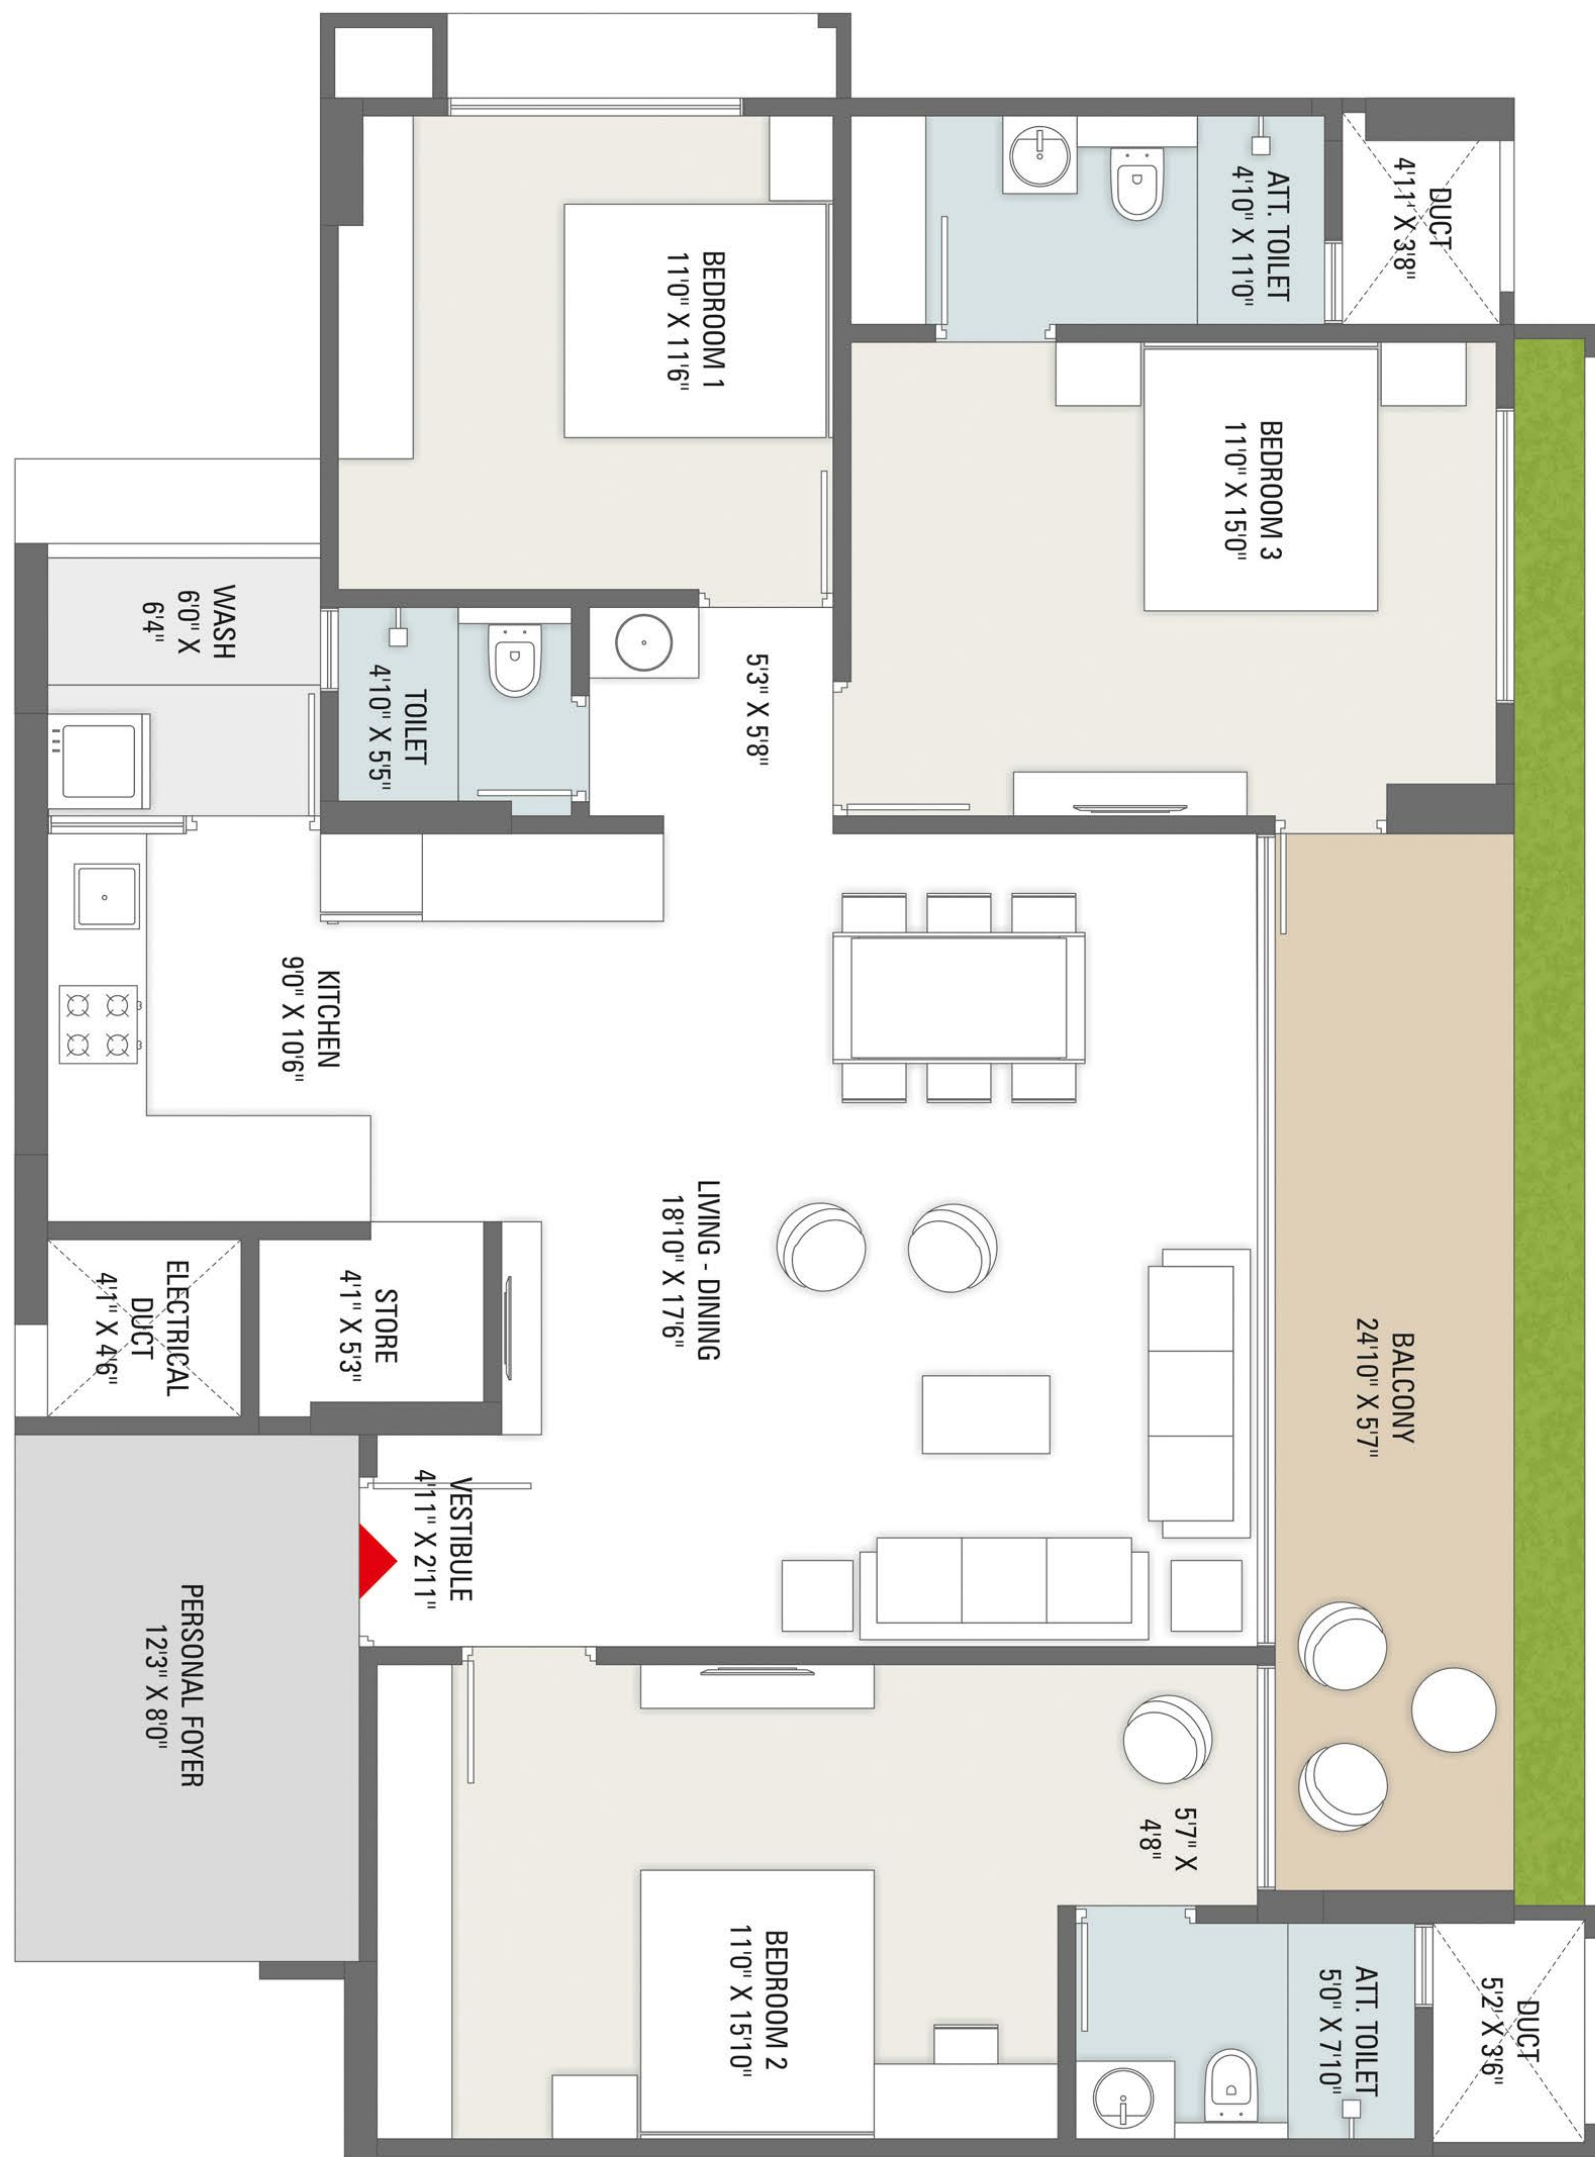 BEDROOM 1
11'0" X 11'6"
ATT. TOILET
4'10" X 11'0"
DUCT
4'11' X 3'8"
BEDROOM 3
11'0" X 15'0"
WASH
6'0" X
6'4"
TOILET
4'10" X 5'5"
5'3" X 5'8"
KITCHEN
9'0" X 10'6"
LIVING - DINING
18'10" X 17'6"
BALCONY
24'10" X 5'7"
ELECTRICAL
DUCT
4'1" X 4'6"
STORE
4'1" X 5'3"
VESTIBULE
4'11" X 2'11"
PERSONAL FOYER
12'3" X 8'0"
5'7" X
4'8"
BEDROOM 2
11'0" X 15'10"
ATT. TOILET
5'0" X 7'10"
DUCT
5'2' X 3'6"